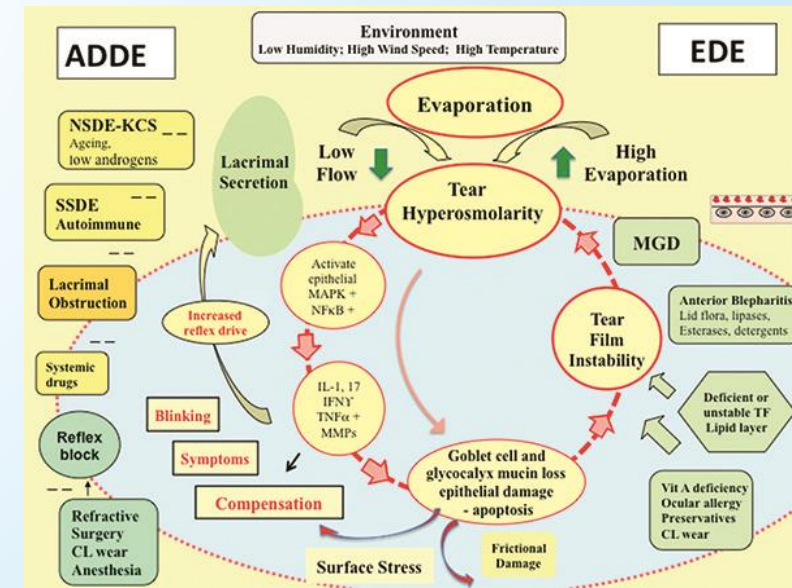 ADDE
Environment
Low Humidity; High Wind Speed; High Temperature
EDE
Evaporation
NSDE-KCS
Ageing,
low androgens
Lacrimal
Secretion
Low
Flow
High
Evaporation
Tear
Hyperosmolarity
SSDE
Autoimmune
MGD
Lacrimal
Obstruction
Activate
epithelial
MAPK +
NFκB +
Anterior Blepharitis
Lid flora, lipases,
Esterases, detergents
Increased
reflex drive
Tear
Film
Instability
Systemic
drugs
IL-1, 17
IFNϒ
TNFα +
MMPs
Deficient or
unstable TF
Lipid layer
Blinking
Reflex
block
Symptoms
Goblet cell and
glycocalyx mucin loss
epithelial damage
- apoptosis
Compensation
Vit A deficiency
Ocular allergy
Preservatives
CL wear
Refractive
Surgery
CL wear
Anesthesia
Surface Stress
Frictional
Damage